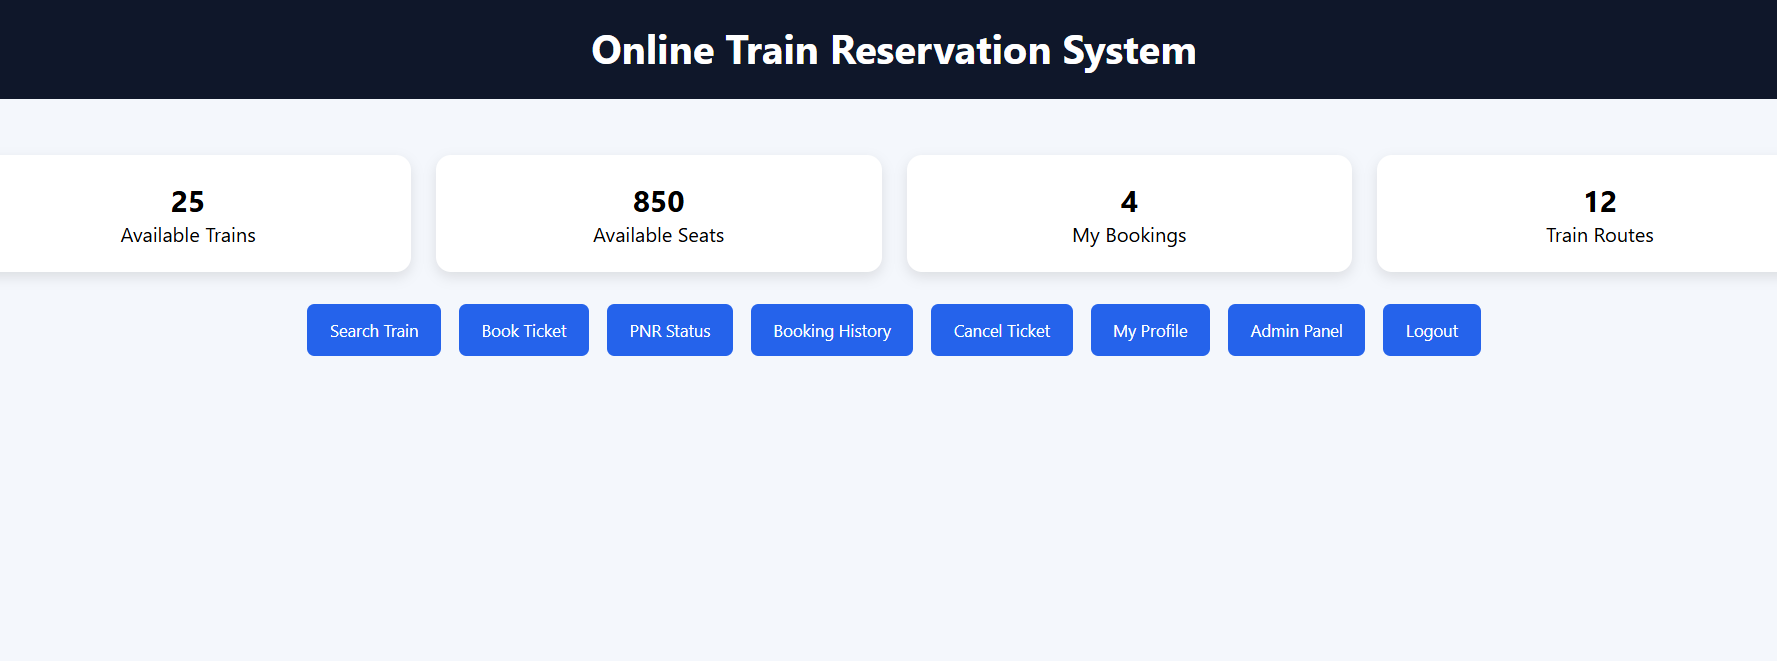 Online Train Reservation System
25
Available Trains
850
Available Seats
4
My Bookings
12
Train Routes
Search Train
Book Ticket
PNR Status
Booking History
Cancel Ticket
My Profile
Admin Panel
Logout